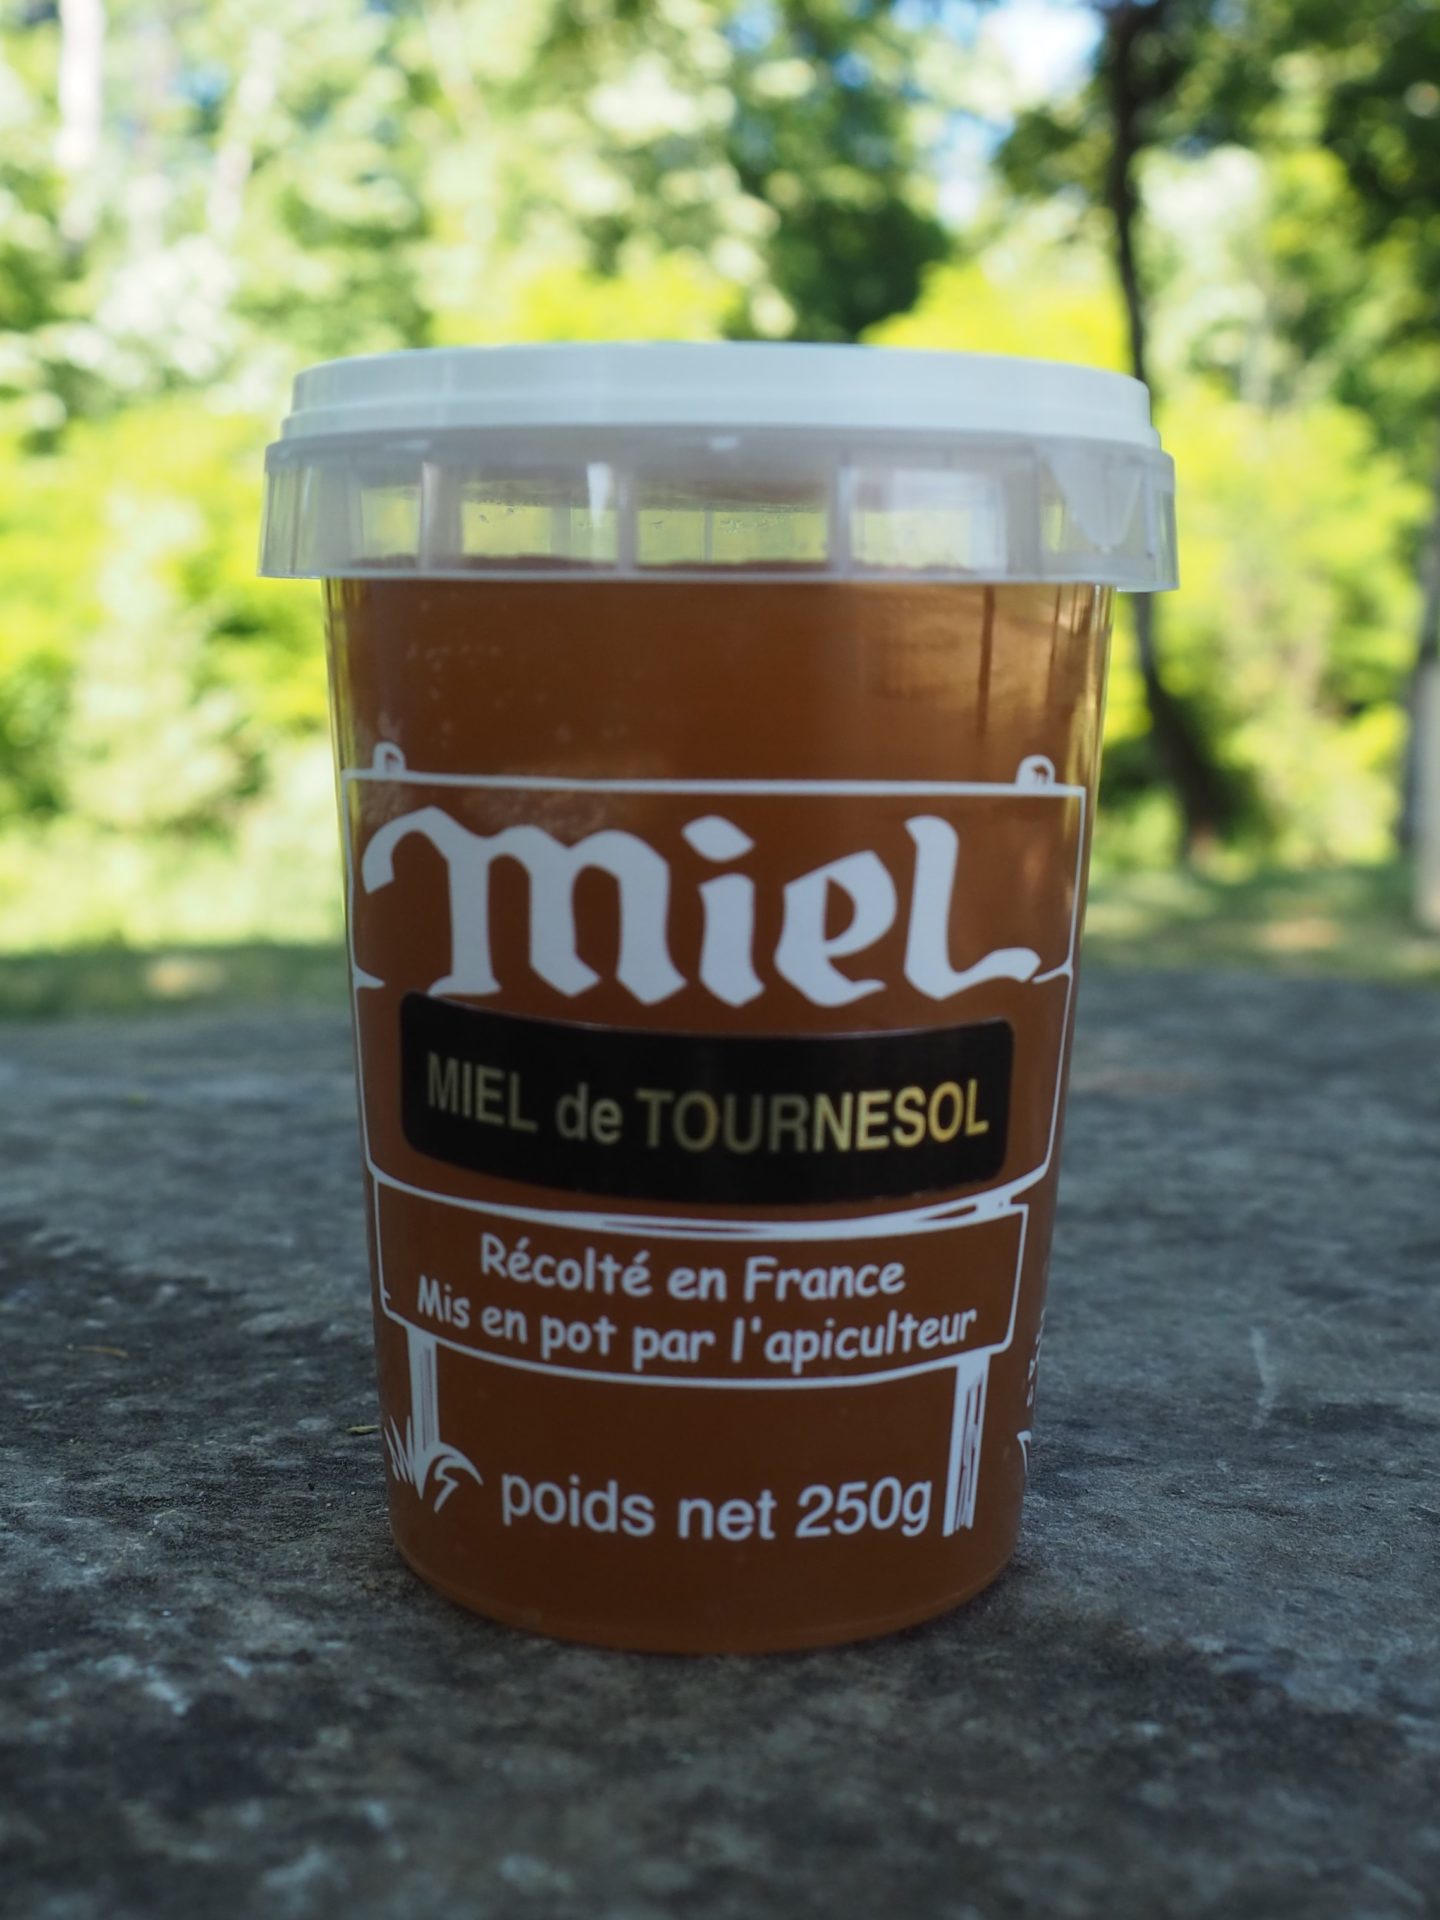 Miel
MIEL de TOURNESOL
Récolté en France
Mis en pot par l'apiculteur
poids net 250g